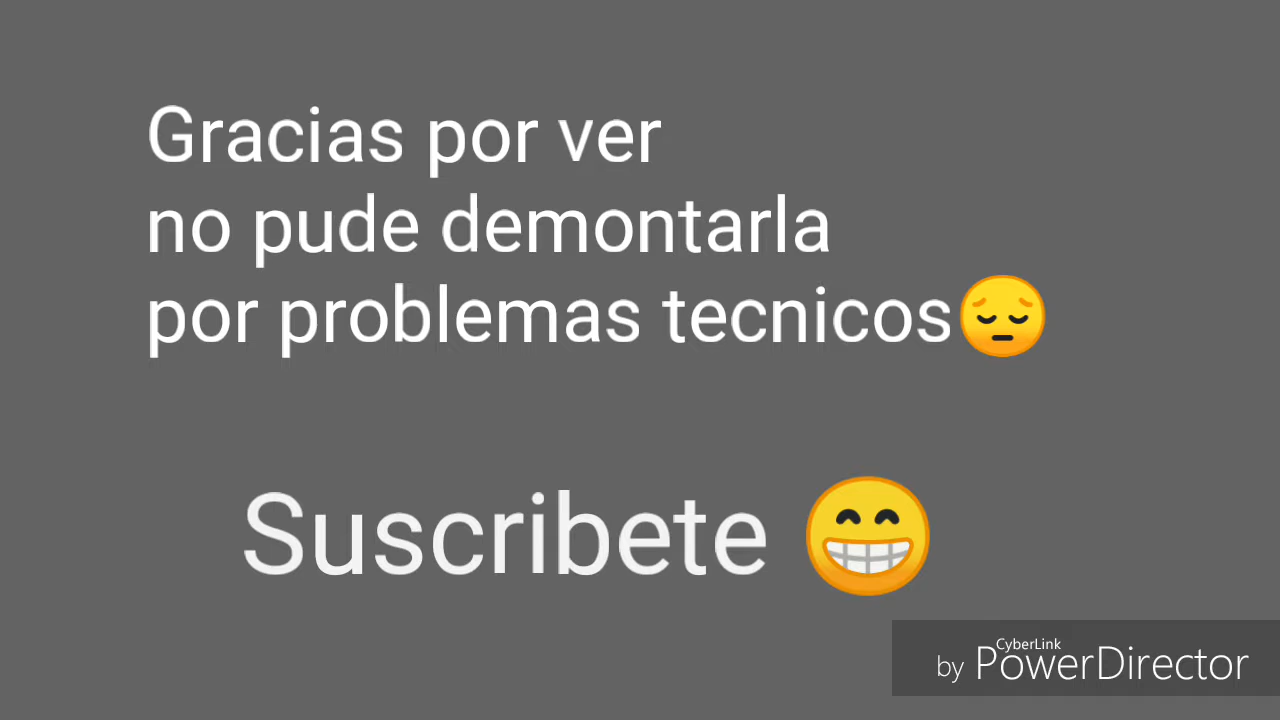 Gracias por ver
no pude demontarla
por problemas tecnicos😔
Suscribete 😁
by CyberLink PowerDirector